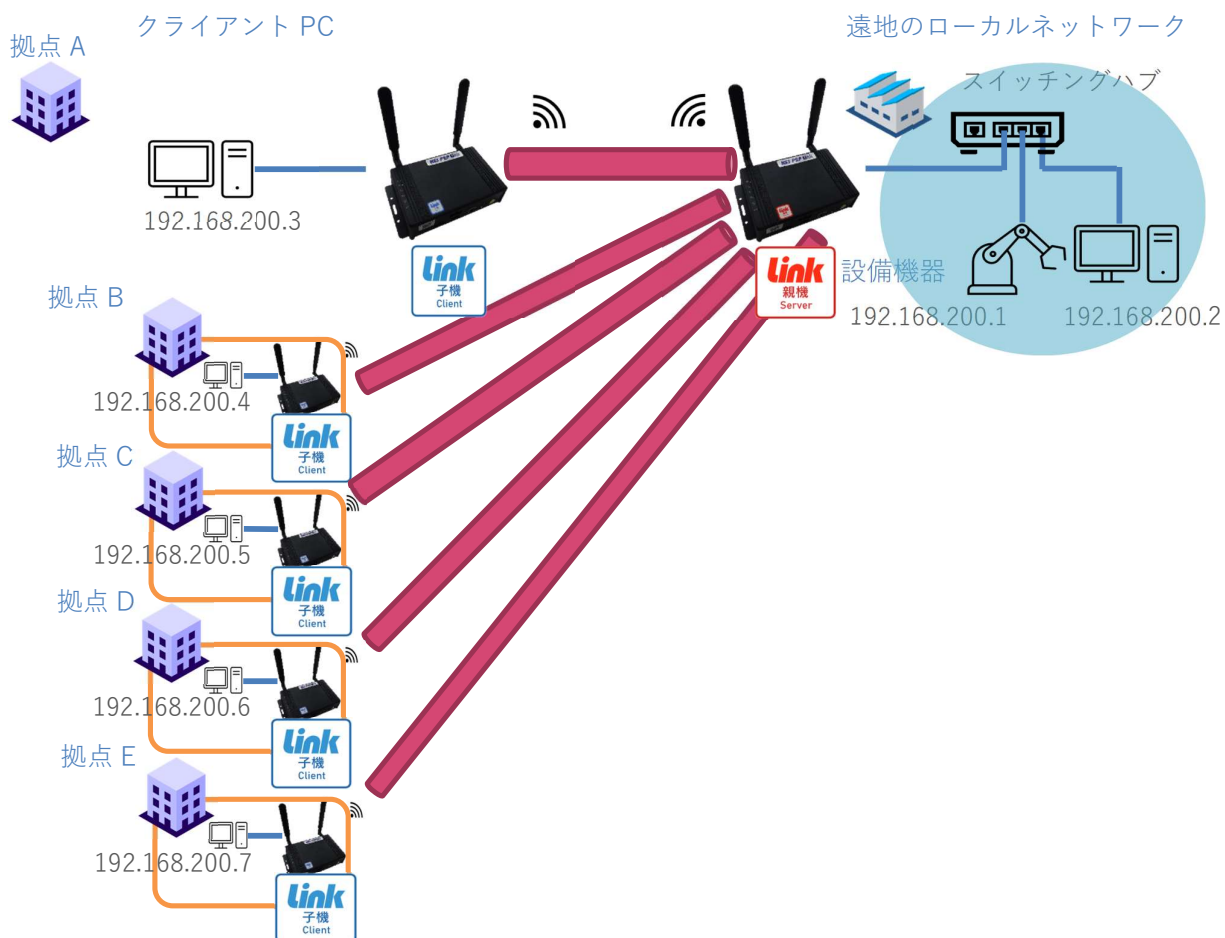 クライアント PC
遠地のローカルネットワーク
拠点 A
スイッチングハブ
192.168.200.3
Link
子機
Client
Link
親機
Server
設備機器
192.168.200.1
192.168.200.2
拠点 B
192.168.200.4
Link
子機
Client
拠点 C
192.168.200.5
Link
子機
Client
拠点 D
192.168.200.6
Link
子機
Client
拠点 E
192.168.200.7
Link
子機
Client